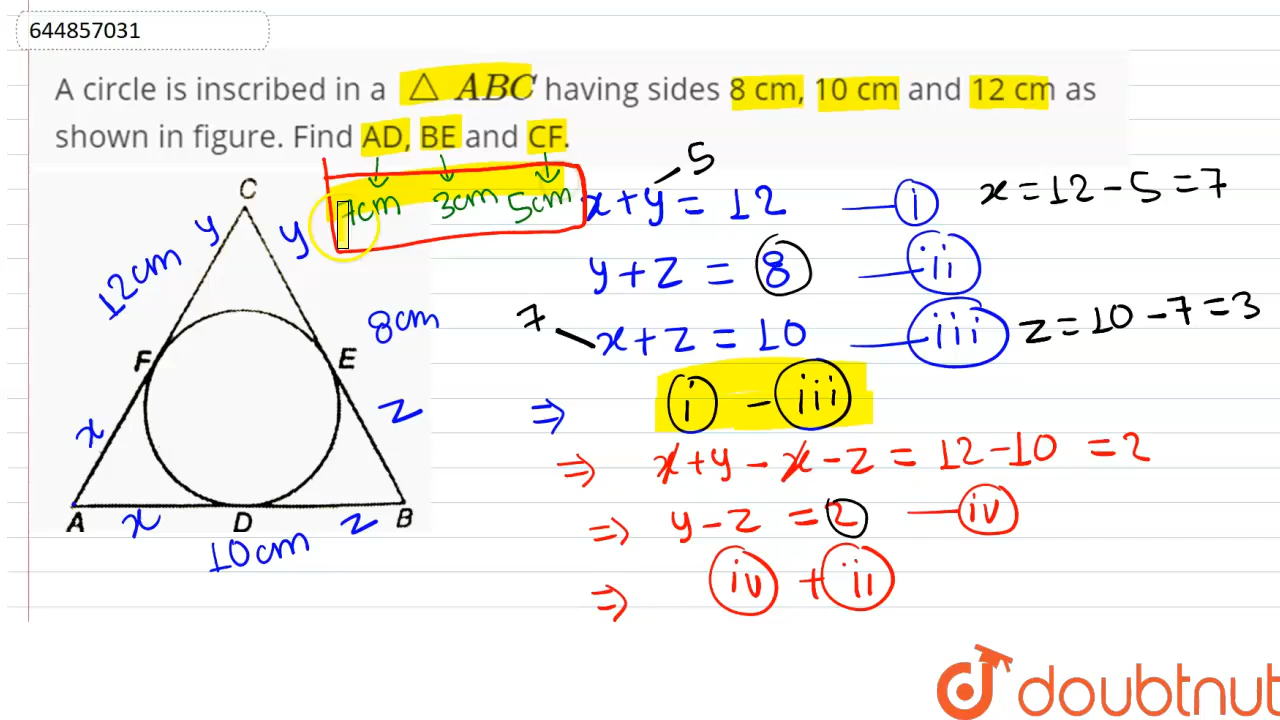 644857031
A circle is inscribed in a △ ABC having sides 8 cm, 10 cm and 12 cm as
shown in figure. Find AD, BE and CF.
7cm 3cm 5cm
C
y y
12cm
8cm
F E
x z
A x D z B
10cm
5
x+y = 12 — i
x = 12 - 5 = 7
y+z = 8 — ii
7
x+z = 10 — iii
z = 10 - 7 = 3
⇒ i - iii
⇒ x+y - x - z = 12 - 10 = 2
⇒ y - z = 2 — iv
⇒ iv + ii
doubtnut